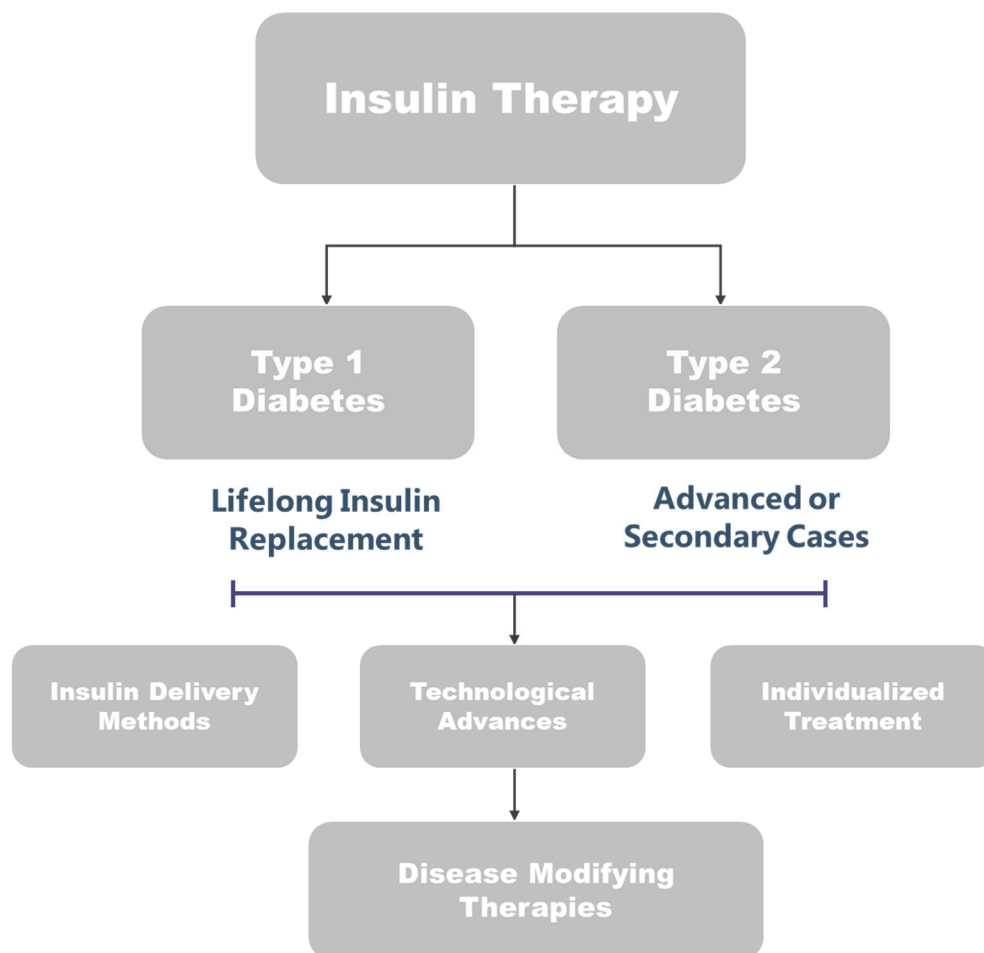 Insulin Therapy
Type 1
Diabetes
Type 2
Diabetes
Lifelong Insulin
Replacement
Advanced or
Secondary Cases
Insulin Delivery
Methods
Technological
Advances
Individualized
Treatment
Disease Modifying
Therapies